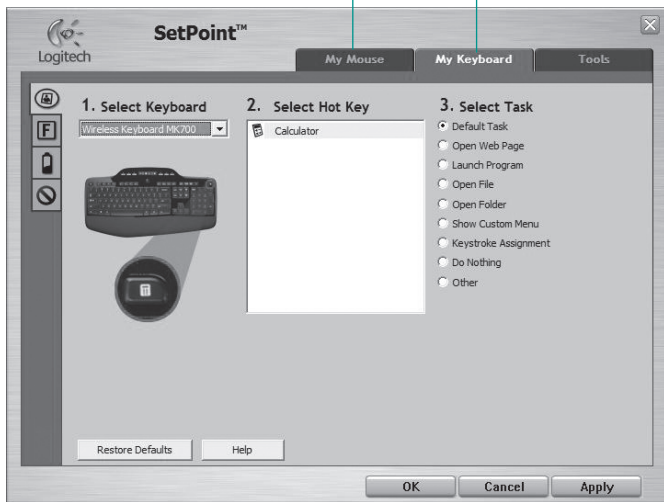 Logitech
SetPoint™
My Mouse
My Keyboard
Tools
1. Select Keyboard
Wireless Keyboard MK700
2. Select Hot Key
Calculator
3. Select Task
Default Task
Open Web Page
Launch Program
Open File
Open Folder
Show Custom Menu
Keystroke Assignment
Do Nothing
Other
F
Restore Defaults
Help
OK
Cancel
Apply